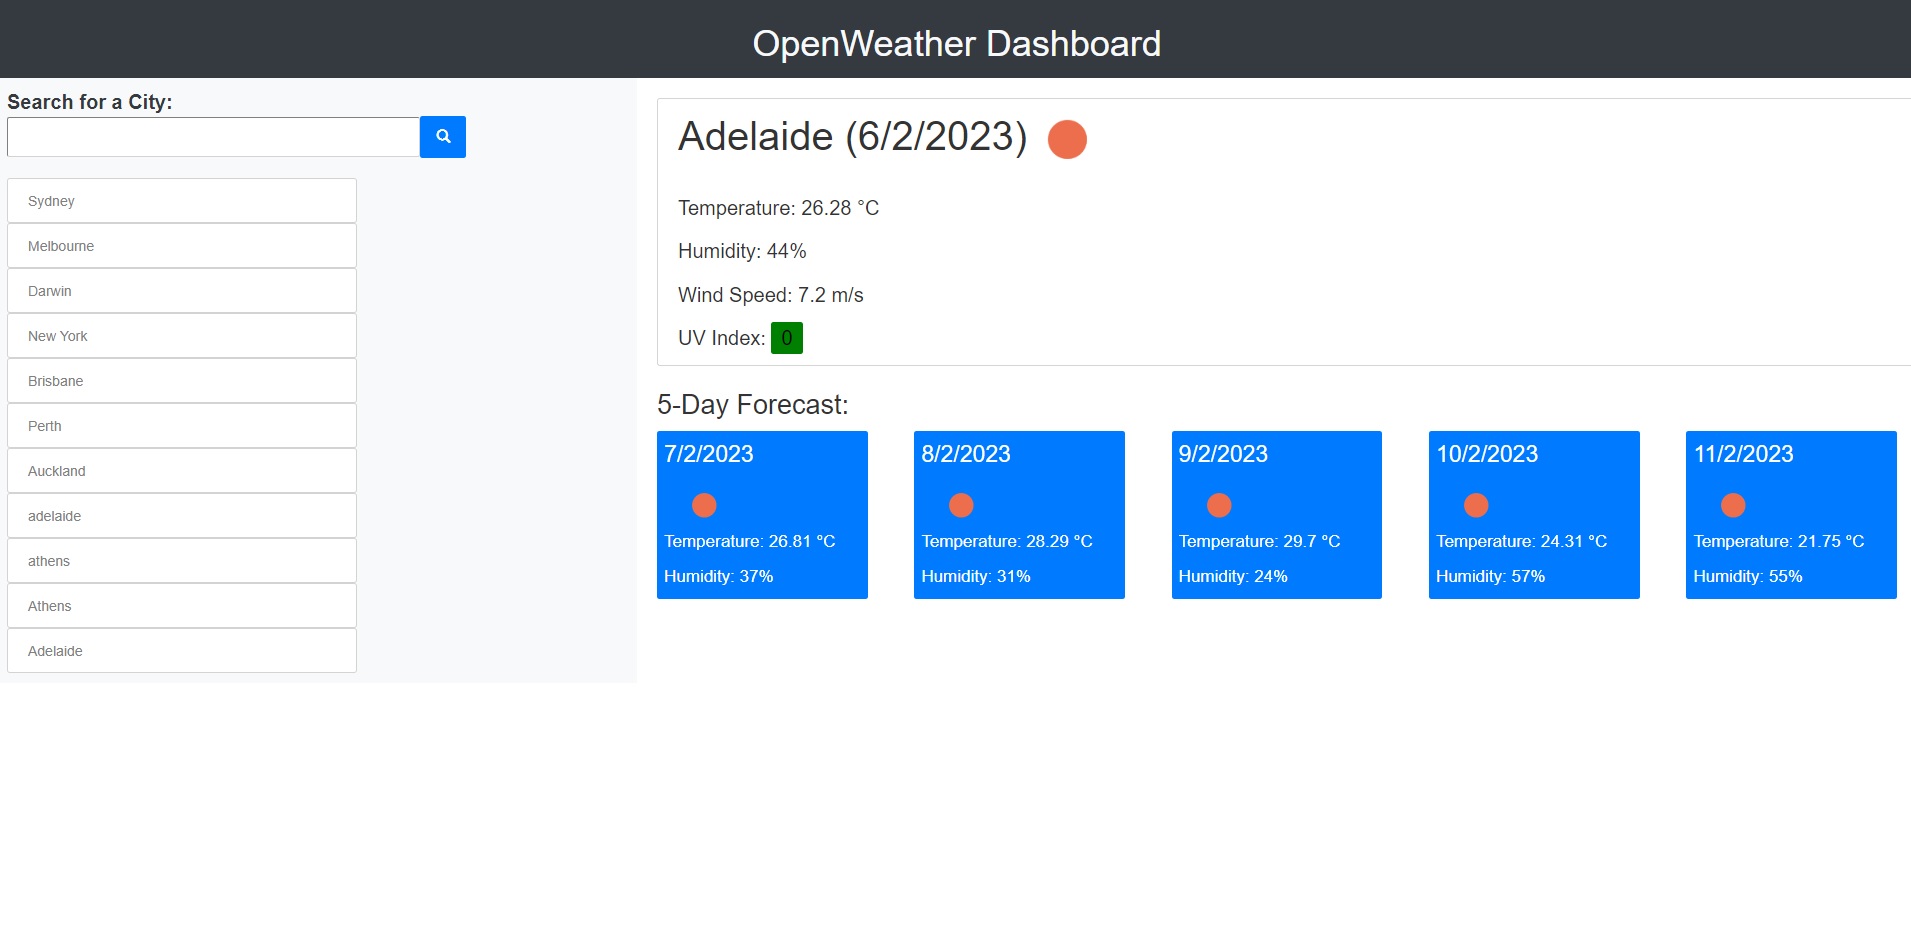 OpenWeather Dashboard
Search for a City:
Sydney
Melbourne
Darwin
New York
Brisbane
Perth
Auckland
adelaide
athens
Athens
Adelaide
Adelaide (6/2/2023)
Temperature: 26.28 °C
Humidity: 44%
Wind Speed: 7.2 m/s
UV Index: 0
5-Day Forecast:
7/2/2023
Temperature: 26.81 °C
Humidity: 37%
8/2/2023
Temperature: 28.29 °C
Humidity: 31%
9/2/2023
Temperature: 29.7 °C
Humidity: 24%
10/2/2023
Temperature: 24.31 °C
Humidity: 57%
11/2/2023
Temperature: 21.75 °C
Humidity: 55%